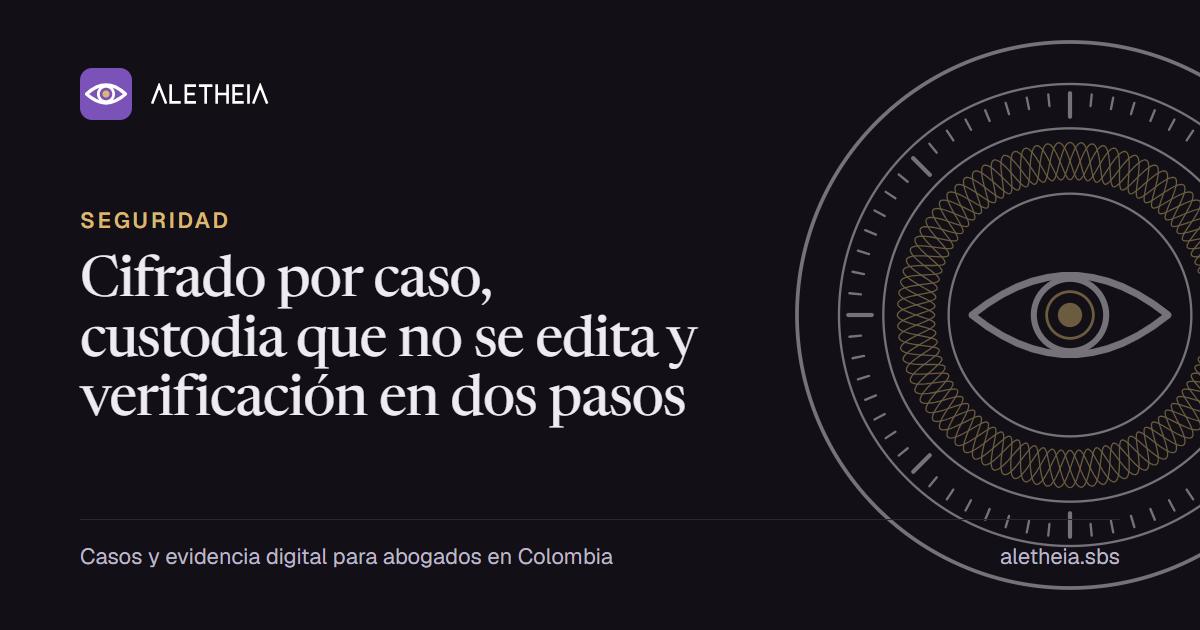 ALETHEIA
SEGURIDAD
Cifrado por caso,
custodia que no se edita y
verificación en dos pasos
Casos y evidencia digital para abogados en Colombia
aletheia.sbs